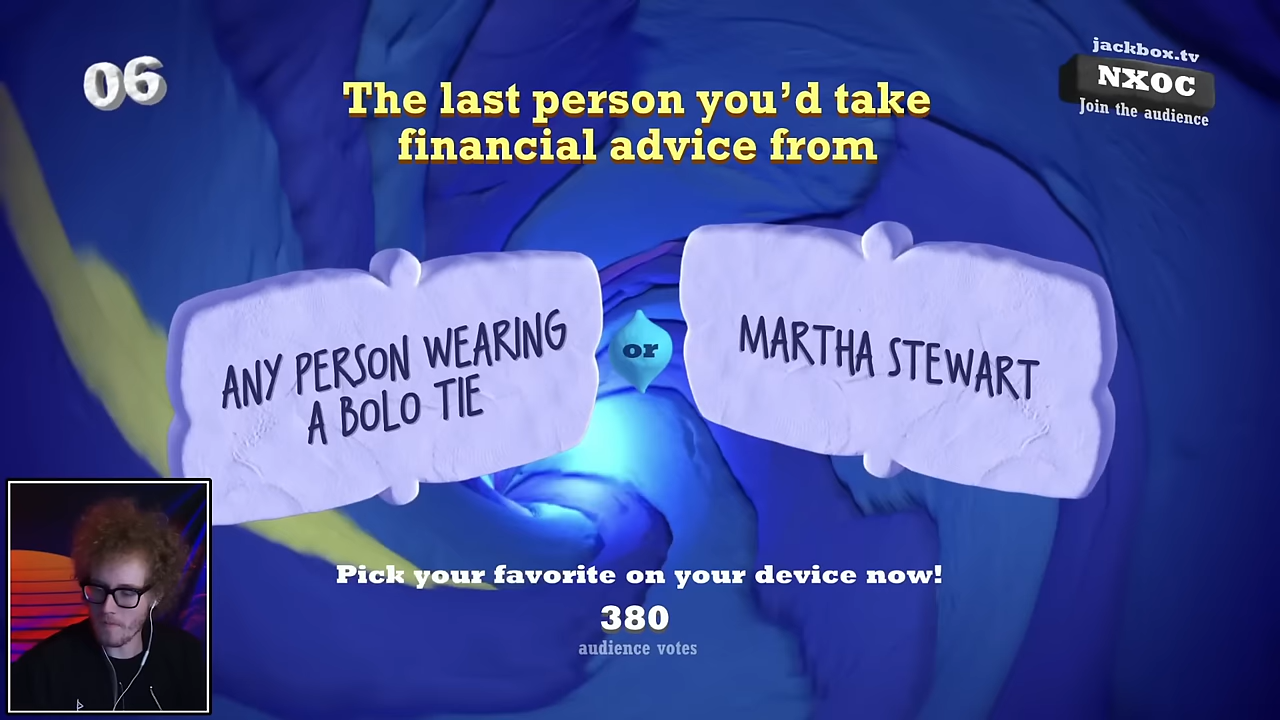 06
The last person you'd take
financial advice from
jackbox.tv
NXOC
Join the audience
ANY PERSON WEARING
A BOLO TIE
or
MARTHA STEWART
Pick your favorite on your device now!
380
audience votes